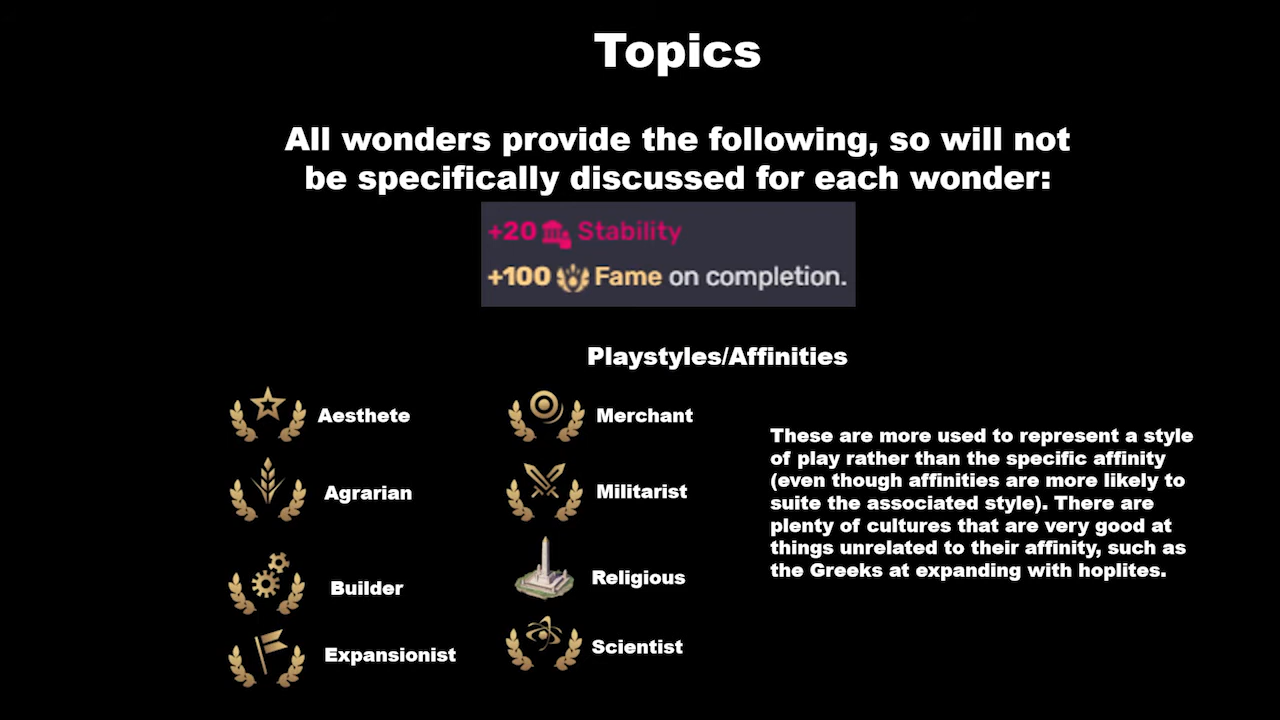 Topics
All wonders provide the following, so will not
be specifically discussed for each wonder:
+20 Stability
+100 Fame on completion.
Playstyles/Affinities
Aesthete
Agrarian
Builder
Expansionist
Merchant
Militarist
Religious
Scientist
These are more used to represent a style
of play rather than the specific affinity
(even though affinities are more likely to
suite the associated style). There are
plenty of cultures that are very good at
things unrelated to their affinity, such as
the Greeks at expanding with hoplites.